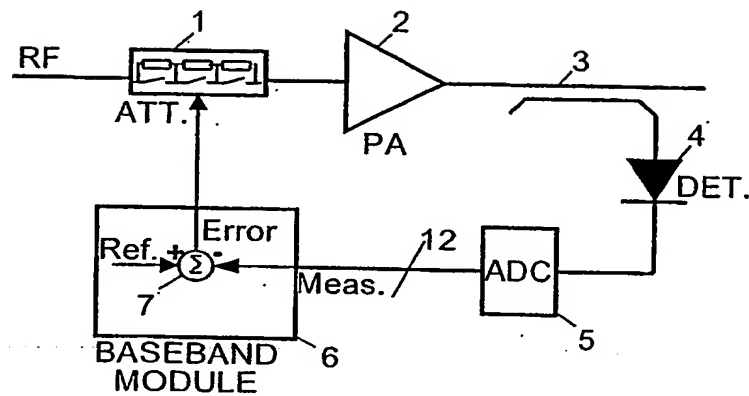 1
2
RF
3
ATT.
PA
4
DET.
Ref. + Error
-
12
Σ
ADC
7
Meas.
5
6
BASEBAND
MODULE